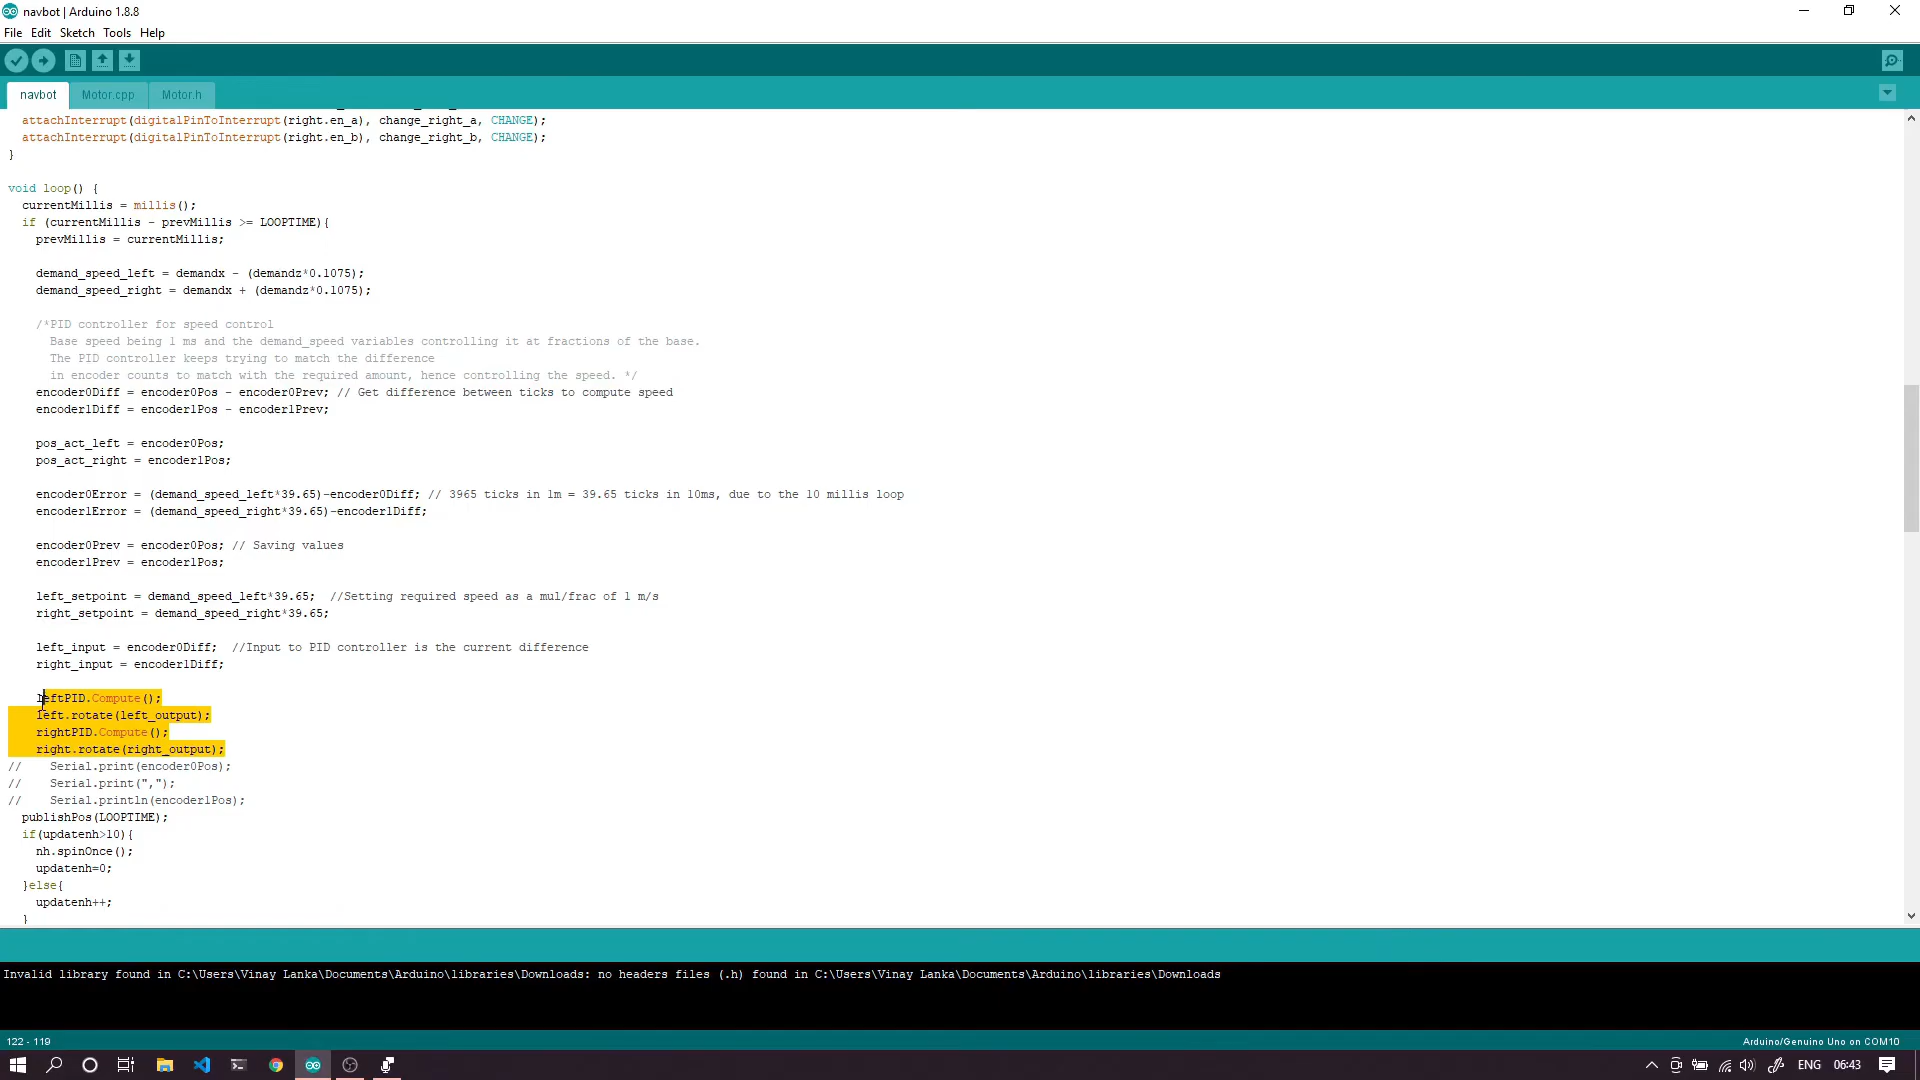 navbot | Arduino 1.8.8
File Edit Sketch Tools Help
navbot Motor.cpp Motor.h
attachInterrupt(digitalPinToInterrupt(right.en_a), change_right_a, CHANGE);
attachInterrupt(digitalPinToInterrupt(right.en_b), change_right_b, CHANGE);
}
void loop() {
currentMillis = millis();
if (currentMillis - prevMillis >= LOOPTIME){
prevMillis = currentMillis;
demand_speed_left = demandx - (demandz*0.1075);
demand_speed_right = demandx + (demandz*0.1075);
/*PID controller for speed control
Base speed being 1 ms and the demand_speed variables controlling it at fractions of the base.
The PID controller keeps trying to match the difference
in encoder counts to match with the required amount, hence controlling the speed. */
encoder0Diff = encoder0Pos - encoder0Prev; // Get difference between ticks to compute speed
encoder1Diff = encoder1Pos - encoder1Prev;
pos_act_left = encoder0Pos;
pos_act_right = encoder1Pos;
encoder0Error = (demand_speed_left*39.65)-encoder0Diff; // 3965 ticks in 1m = 39.65 ticks in 10ms, due to the 10 millis loop
encoder1Error = (demand_speed_right*39.65)-encoder1Diff;
encoder0Prev = encoder0Pos; // Saving values
encoder1Prev = encoder1Pos;
left_setpoint = demand_speed_left*39.65;  //Setting required speed as a mul/frac of 1 m/s
right_setpoint = demand_speed_right*39.65;
left_input = encoder0Diff;  //Input to PID controller is the current difference
right_input = encoder1Diff;
leftPID.Compute();
left.rotate(left_output);
rightPID.Compute();
right.rotate(right_output);
//    Serial.print(encoder0Pos);
//    Serial.print(",");
//    Serial.println(encoder1Pos);
publishPos(LOOPTIME);
if(updatenh>10){
nh.spinOnce();
updatenh=0;
}else{
updatenh++;
}
Invalid library found in C:\Users\Vinay Lanka\Documents\Arduino\libraries\Downloads: no headers files (.h) found in C:\Users\Vinay Lanka\Documents\Arduino\libraries\Downloads
122 - 119
Arduino/Genuino Uno on COM10
ENG 06:43